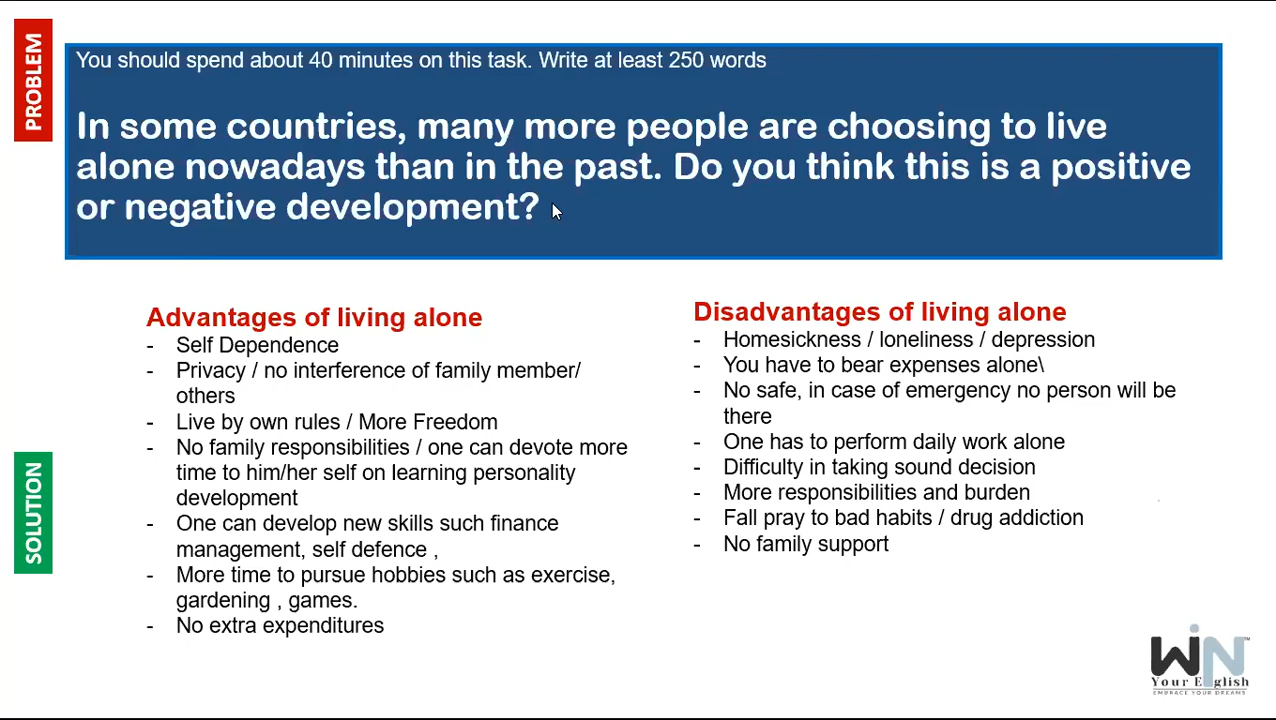 PROBLEM
You should spend about 40 minutes on this task. Write at least 250 words
In some countries, many more people are choosing to live
alone nowadays than in the past. Do you think this is a positive
or negative development?
SOLUTION
Advantages of living alone
- Self Dependence
- Privacy / no interference of family member/
others
- Live by own rules / More Freedom
- No family responsibilities / one can devote more
time to him/her self on learning personality
development
- One can develop new skills such finance
management, self defence ,
- More time to pursue hobbies such as exercise,
gardening , games.
- No extra expenditures
Disadvantages of living alone
- Homesickness / loneliness / depression
- You have to bear expenses alone\
- No safe, in case of emergency no person will be
there
- One has to perform daily work alone
- Difficulty in taking sound decision
- More responsibilities and burden
- Fall pray to bad habits / drug addiction
- No family support
WiN
Your English
EMBRACE YOUR DREAMS